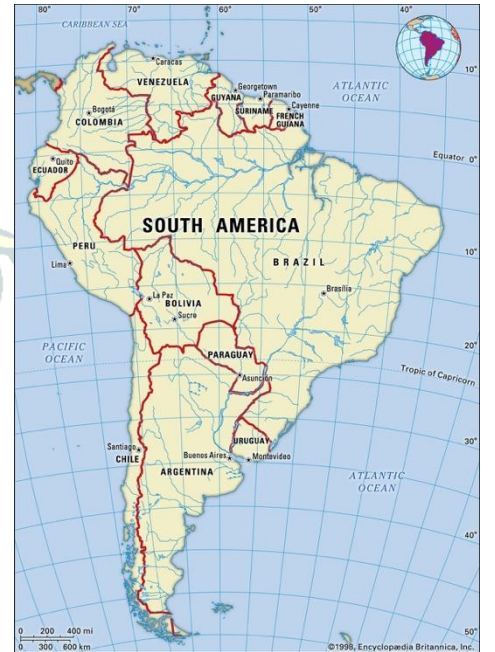 80°
CARIBBEAN SEA
70°
60°
50°
40°
30°
Caracas
VENEZUELA
10°
Georgetown
GUYANA
Paramaribo
SURINAME
Cayenne
FRENCH
GUIANA
ATLANTIC
OCEAN
Bogotá
COLOMBIA
Equator
0°
Quito
ECUADOR
SOUTH AMERICA
PERU
BRAZIL
10°
Lima
Brasília
La Paz
BOLIVIA
Sucre
PACIFIC
OCEAN
20°
PARAGUAY
Tropic of Capricorn
Asunción
30°
URUGUAY
Santiago
CHILE
Buenos Aires
Montevideo
ARGENTINA
ATLANTIC
OCEAN
40°
50°
0 200 400 mi
0 300 600 km
©1998, Encyclopædia Britannica, Inc.